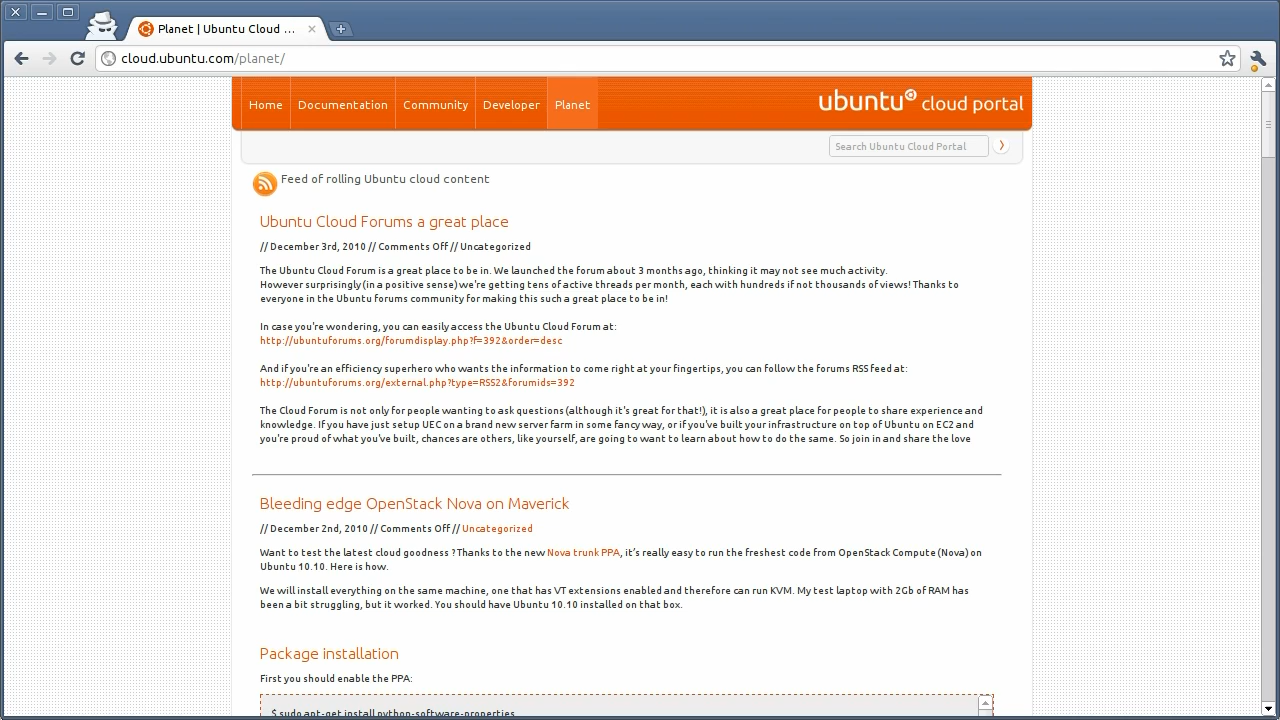 Planet | Ubuntu Cloud ...
cloud.ubuntu.com/planet/
Home Documentation Community Developer Planet
ubuntu cloud portal
Search Ubuntu Cloud Portal
Feed of rolling Ubuntu cloud content
Ubuntu Cloud Forums a great place
// December 3rd, 2010 // Comments Off // Uncategorized
The Ubuntu Cloud Forum is a great place to be in. We launched the forum about 3 months ago, thinking it may not see much activity.
However surprisingly (in a positive sense) we're getting tens of active threads per month, each with hundreds if not thousands of views! Thanks to
everyone in the Ubuntu forums community for making this such a great place to be in!
In case you're wondering, you can easily access the Ubuntu Cloud Forum at:
http://ubuntuforums.org/forumdisplay.php?f=392&order=desc
And if you're an efficiency superhero who wants the information to come right at your fingertips, you can follow the forums RSS feed at:
http://ubuntuforums.org/external.php?type=RSS2&forumids=392
The Cloud Forum is not only for people wanting to ask questions (although it's great for that!), it is also a great place for people to share experience and
knowledge. If you have just setup UEC on a brand new server farm in some fancy way, or if you've built your infrastructure on top of Ubuntu on EC2 and
you're proud of what you've built, chances are others, like yourself, are going to want to learn about how to do the same. So join in and share the love
Bleeding edge OpenStack Nova on Maverick
// December 2nd, 2010 // Comments Off // Uncategorized
Want to test the latest cloud goodness ? Thanks to the new Nova trunk PPA, it's really easy to run the freshest code from OpenStack Compute (Nova) on
Ubuntu 10.10. Here is how.
We will install everything on the same machine, one that has VT extensions enabled and therefore can run KVM. My test laptop with 2Gb of RAM has
been a bit struggling, but it worked. You should have Ubuntu 10.10 installed on that box.
Package installation
First you should enable the PPA:
$ sudo apt-get install python-software-properties